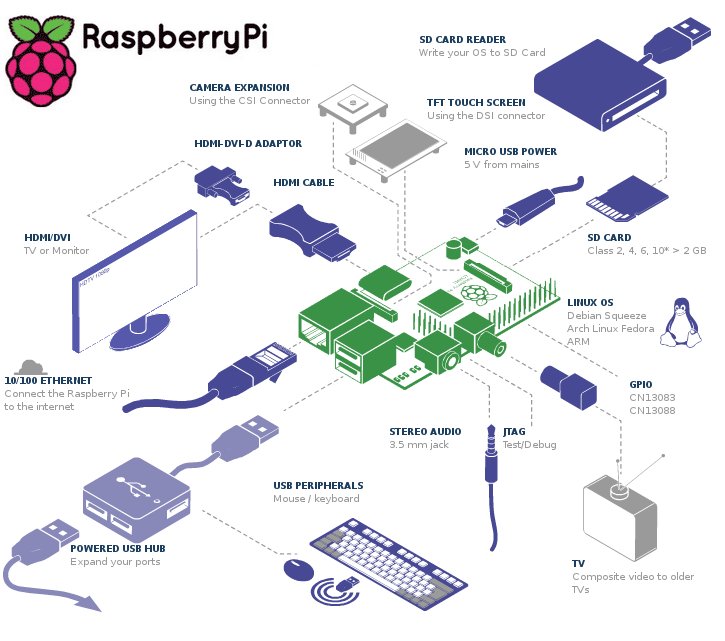 RaspberryPi
SD CARD READER
Write your OS to SD Card
CAMERA EXPANSION
Using the CSI Connector
TFT TOUCH SCREEN
Using the DSI connector
HDMI-DVI-D ADAPTOR
MICRO USB POWER
5 V from mains
HDMI CABLE
HDMI/DVI
TV or Monitor
HDTV 1080p
SD CARD
Class 2, 4, 6, 10* > 2 GB
LINUX OS
Debian Squeeze
Arch Linux Fedora
ARM
10/100 ETHERNET
Connect the Raspberry Pi
to the internet
GPIO
CN13083
CN13088
STEREO AUDIO
3.5 mm jack
JTAG
Test/Debug
USB PERIPHERALS
Mouse / keyboard
POWERED USB HUB
Expand your ports
TV
Composite video to older
TVs